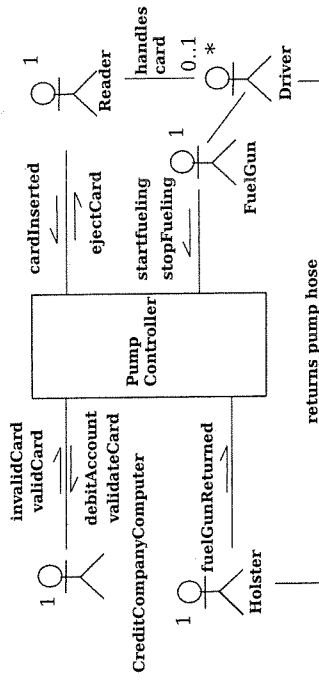 1
invalidCard
validCard
debitAccount
validateCard
CreditCompanyComputer
1
fuelGunReturned
Holster
Pump
Controller
cardInserted
ejectCard
startfueling
stopFueling
1
Reader
handles
card
0..1
*
1
FuelGun
Driver
returns pump hose